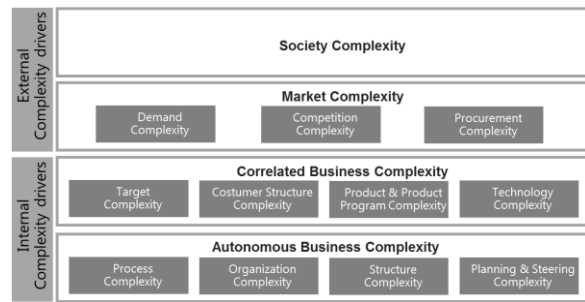 External
Complexity drivers
Society Complexity
Market Complexity
Demand
Complexity
Competition
Complexity
Procurement
Complexity
Internal
Complexity drivers
Correlated Business Complexity
Target
Complexity
Costumer Structure
Complexity
Product & Product
Program Complexity
Technology
Complexity
Autonomous Business Complexity
Process
Complexity
Organization
Complexity
Structure
Complexity
Planning & Steering
Complexity